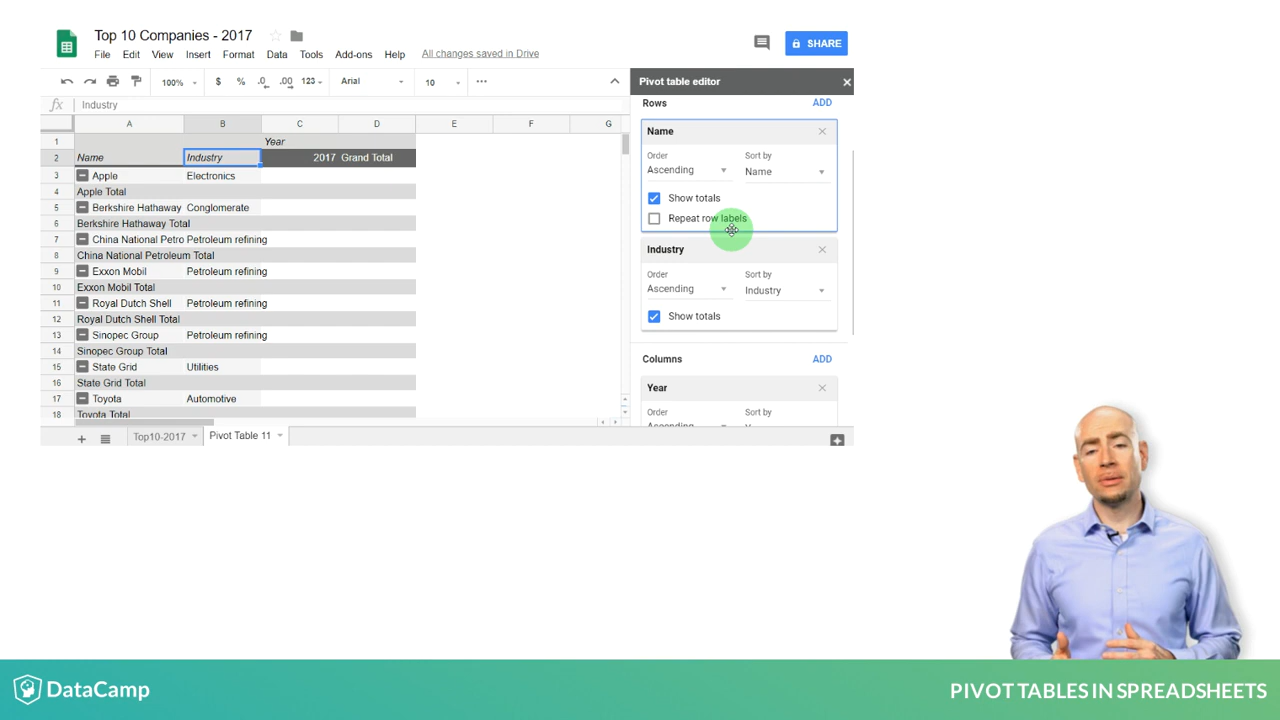 Top 10 Companies - 2017
File Edit View Insert Format Data Tools Add-ons Help All changes saved in Drive
SHARE
100% $ % .0 .00 123 Arial 10
Pivot table editor
fx Industry
A B C D E F G
1 Year
2 Name Industry 2017 Grand Total
3 Apple Electronics
4 Apple Total
5 Berkshire Hathaway Conglomerate
6 Berkshire Hathaway Total
7 China National Petro Petroleum refining
8 China National Petroleum Total
9 Exxon Mobil Petroleum refining
10 Exxon Mobil Total
11 Royal Dutch Shell Petroleum refining
12 Royal Dutch Shell Total
13 Sinopec Group Petroleum refining
14 Sinopec Group Total
15 State Grid Utilities
16 State Grid Total
17 Toyota Automotive
18 Toyota Total
Top10-2017 Pivot Table 11
Rows ADD
Name
Order Sort by
Ascending Name
Show totals
Repeat row labels
Industry
Order Sort by
Ascending Industry
Show totals
Columns ADD
Year
Order Sort by
Ascending
DataCamp
PIVOT TABLES IN SPREADSHEETS